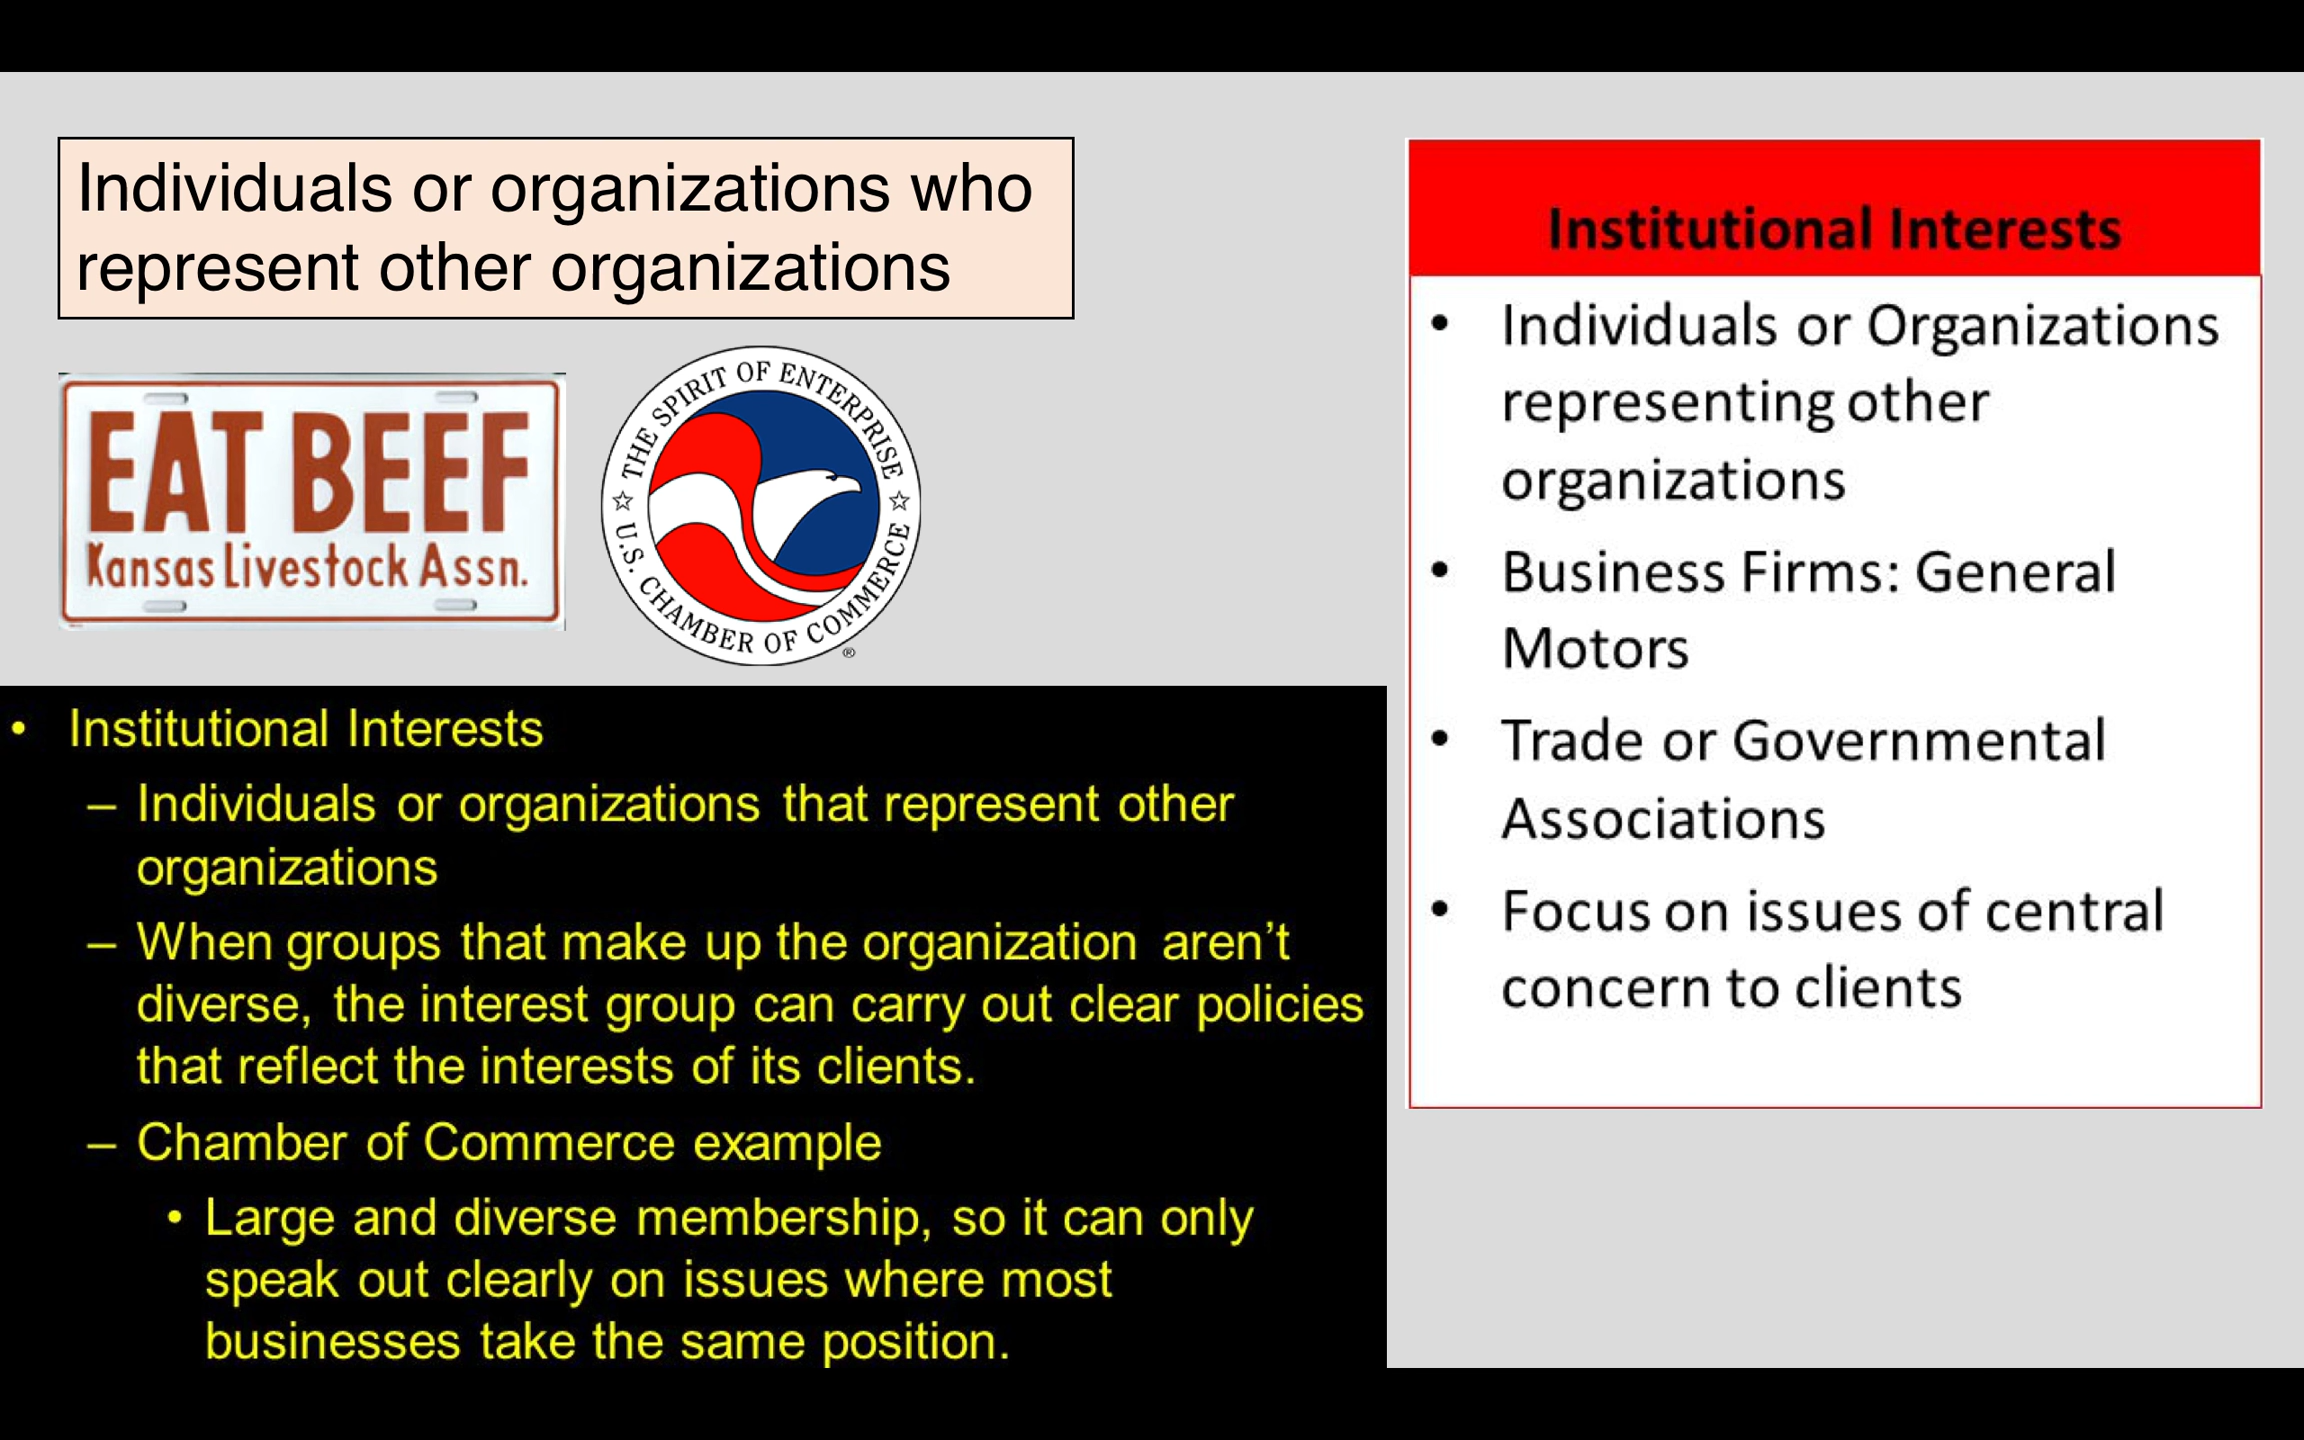 Individuals or organizations who
represent other organizations
EAT BEEF
Kansas Livestock Assn.
THE SPIRIT OF ENTERPRISE
U.S. CHAMBER OF COMMERCE
®
• Institutional Interests
– Individuals or organizations that represent other
organizations
– When groups that make up the organization aren’t
diverse, the interest group can carry out clear policies
that reflect the interests of its clients.
– Chamber of Commerce example
• Large and diverse membership, so it can only
speak out clearly on issues where most
businesses take the same position.
Institutional Interests
• Individuals or Organizations
representing other
organizations
• Business Firms: General
Motors
• Trade or Governmental
Associations
• Focus on issues of central
concern to clients